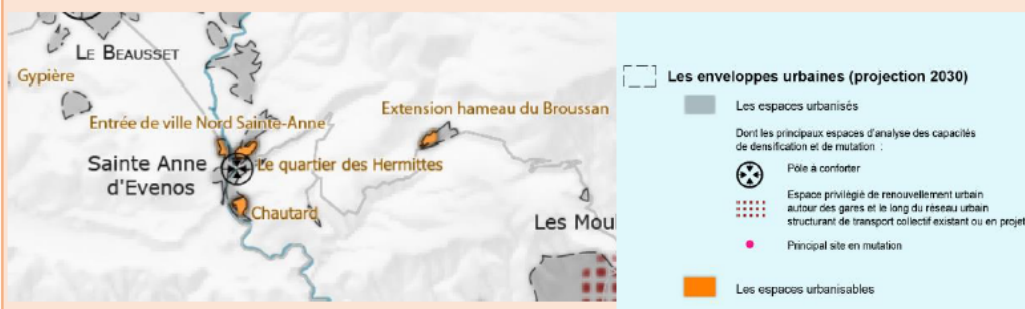 LE BEAUSSET
Gypière
Extension hameau du Broussan
Entrée de ville Nord Sainte-Anne
Sainte Anne
d'Evenos
Le quartier des Hermittes
Chautard
Les Moul
Les enveloppes urbaines (projection 2030)
Les espaces urbanisés
Dont les principaux espaces d'analyse des capacités
de densification et de mutation :
Pôle à conforter
Espace privilégié de renouvellement urbain
autour des gares et le long du réseau urbain
structurant de transport collectif existant ou en projet
Principal site en mutation
Les espaces urbanisables